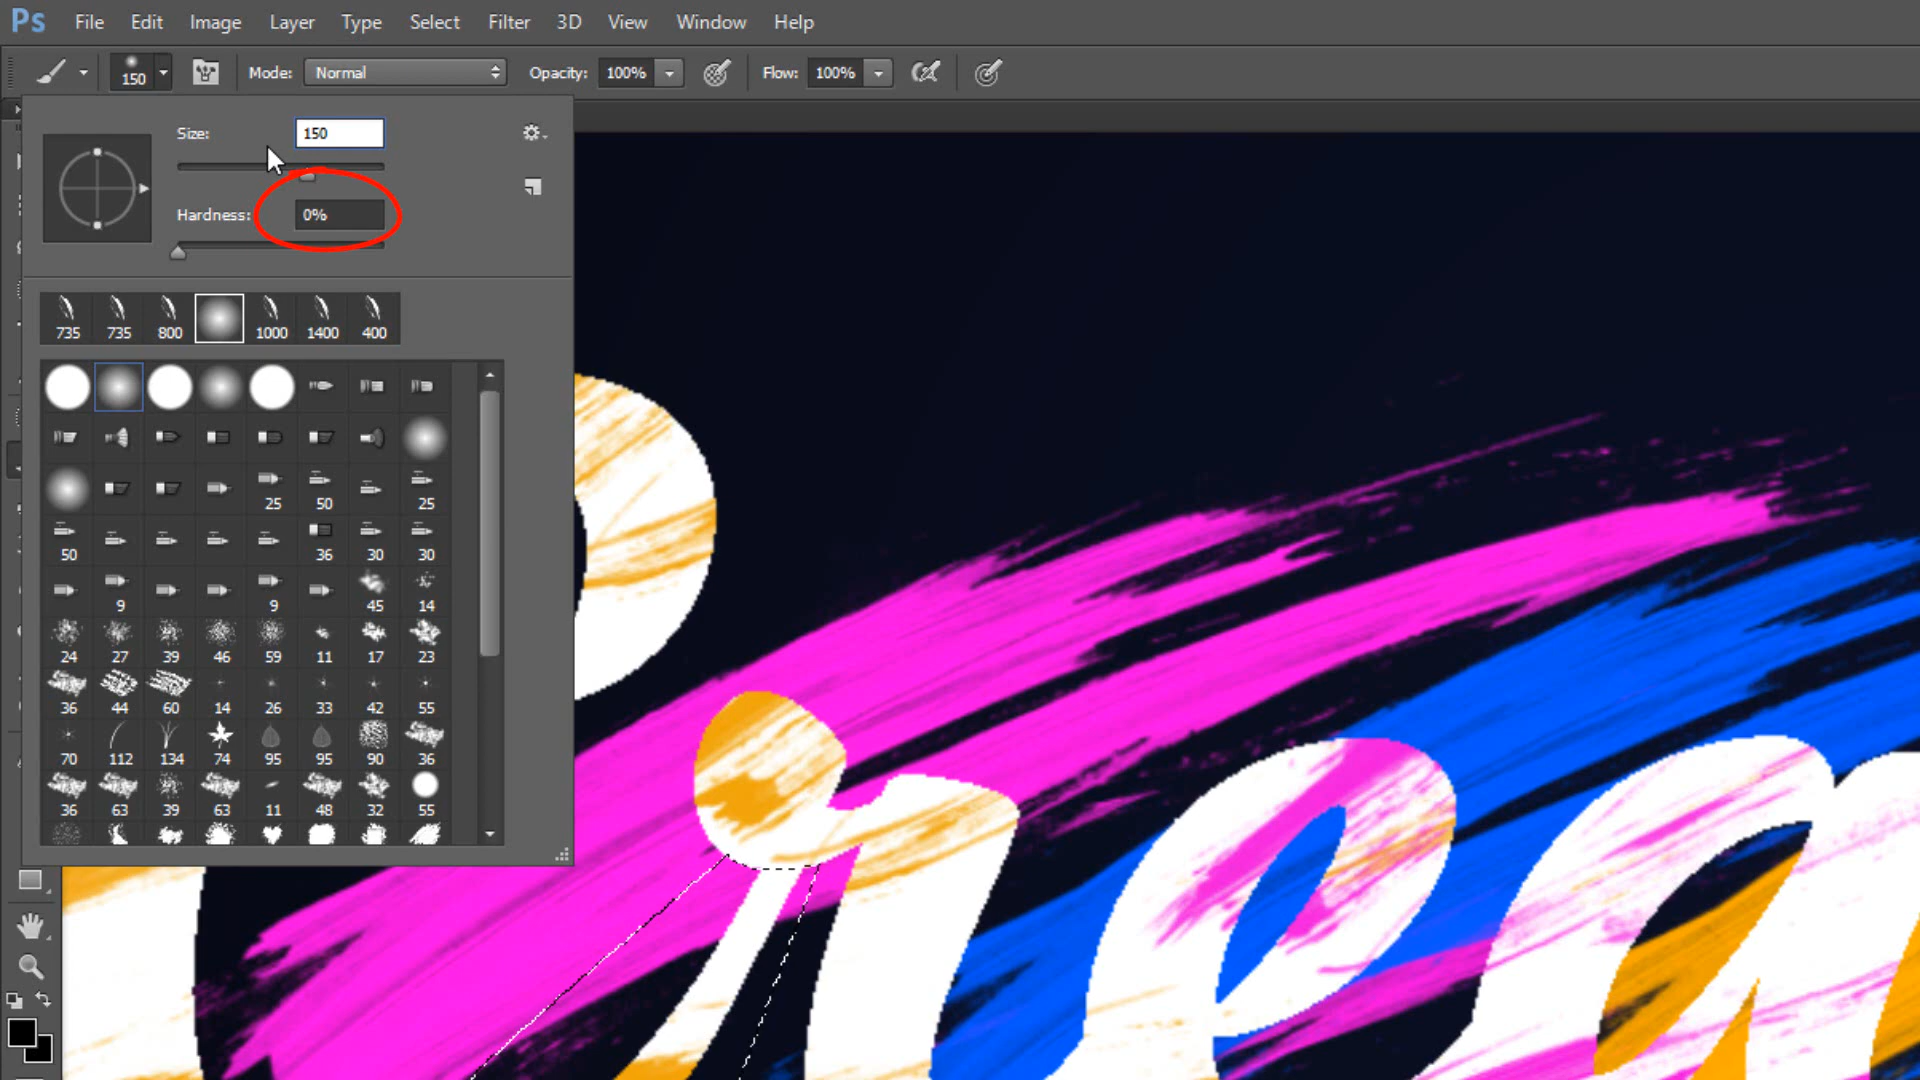 Ps File Edit Image Layer Type Select Filter 3D View Window Help
150 Mode: Normal Opacity: 100% Flow: 100%
Size: 150
Hardness: 0%
735 735 800 1000 1400 400
25 50 25
50 36 30 30
9 9 45 14
24 27 39 46 59 11 17 23
36 44 60 14 26 33 42 55
70 112 134 74 95 95 90 36
36 63 39 63 11 48 32 55